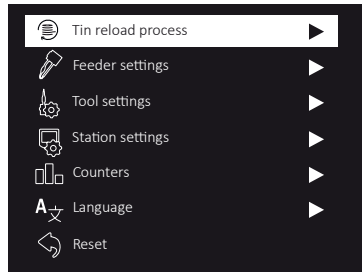 Tin reload process
Feeder settings
Tool settings
Station settings
Counters
Language
Reset